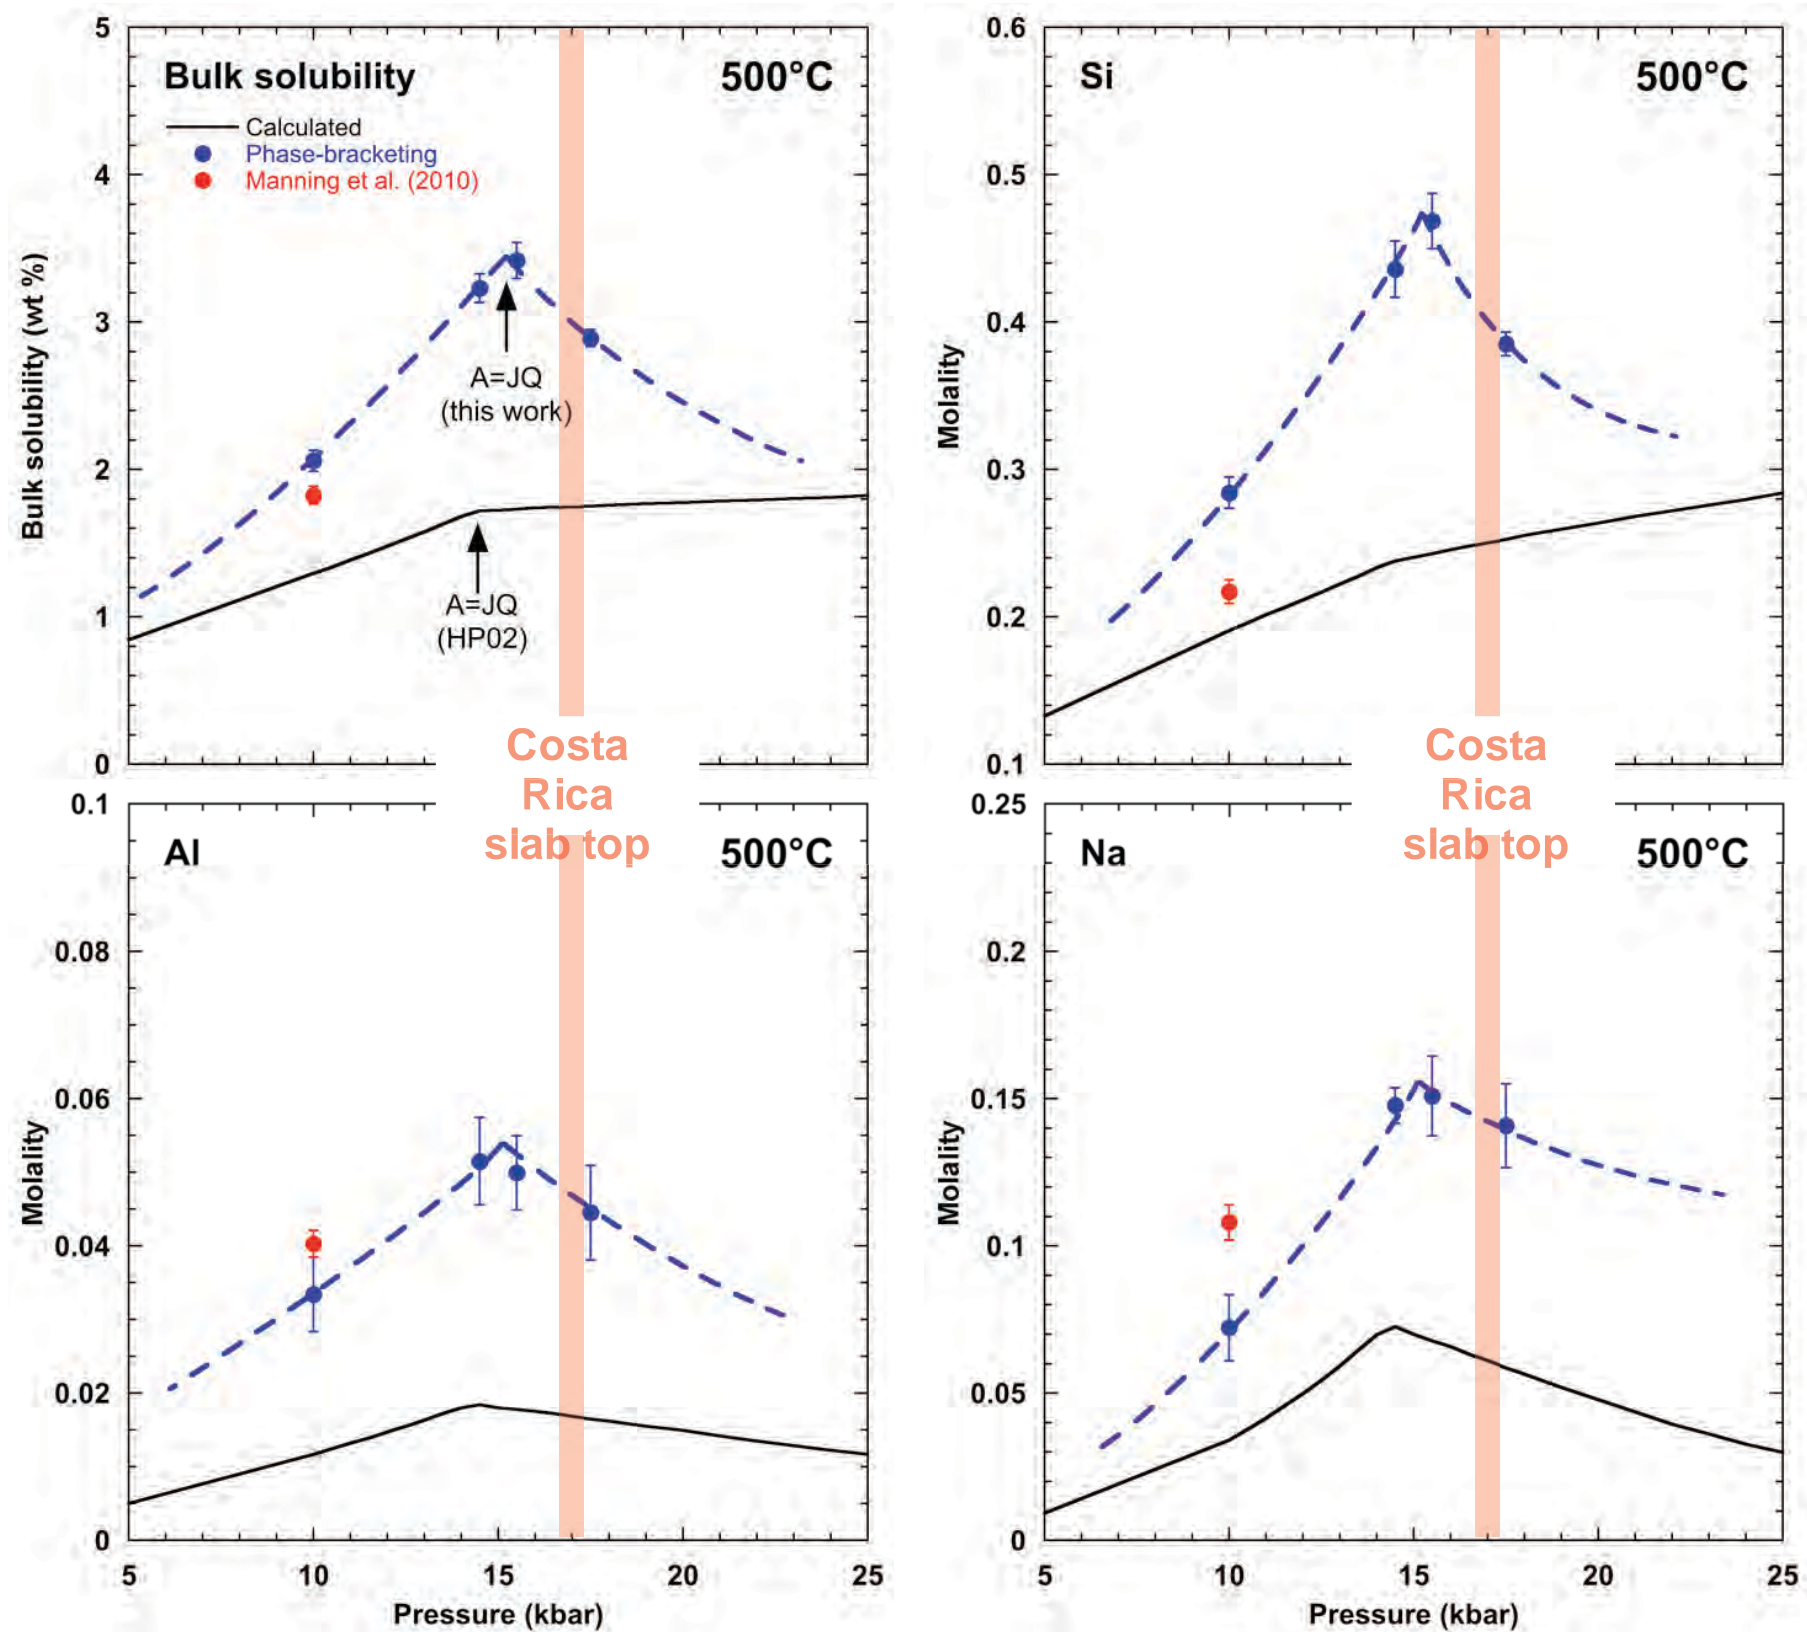 5
4
3
2
1
0
Bulk solubility (wt %)
Bulk solubility
500°C
Calculated
Phase-bracketing
Manning et al. (2010)
A=JQ
(this work)
A=JQ
(HP02)
Costa
Rica
slab top
0.6
0.5
0.4
0.3
0.2
0.1
Molality
Si
500°C
Costa
Rica
slab top
0.1
0.08
0.06
0.04
0.02
0
Molality
Al
500°C
5 10 15 20 25
Pressure (kbar)
0.25
0.2
0.15
0.1
0.05
0
Molality
Na
500°C
5 10 15 20 25
Pressure (kbar)